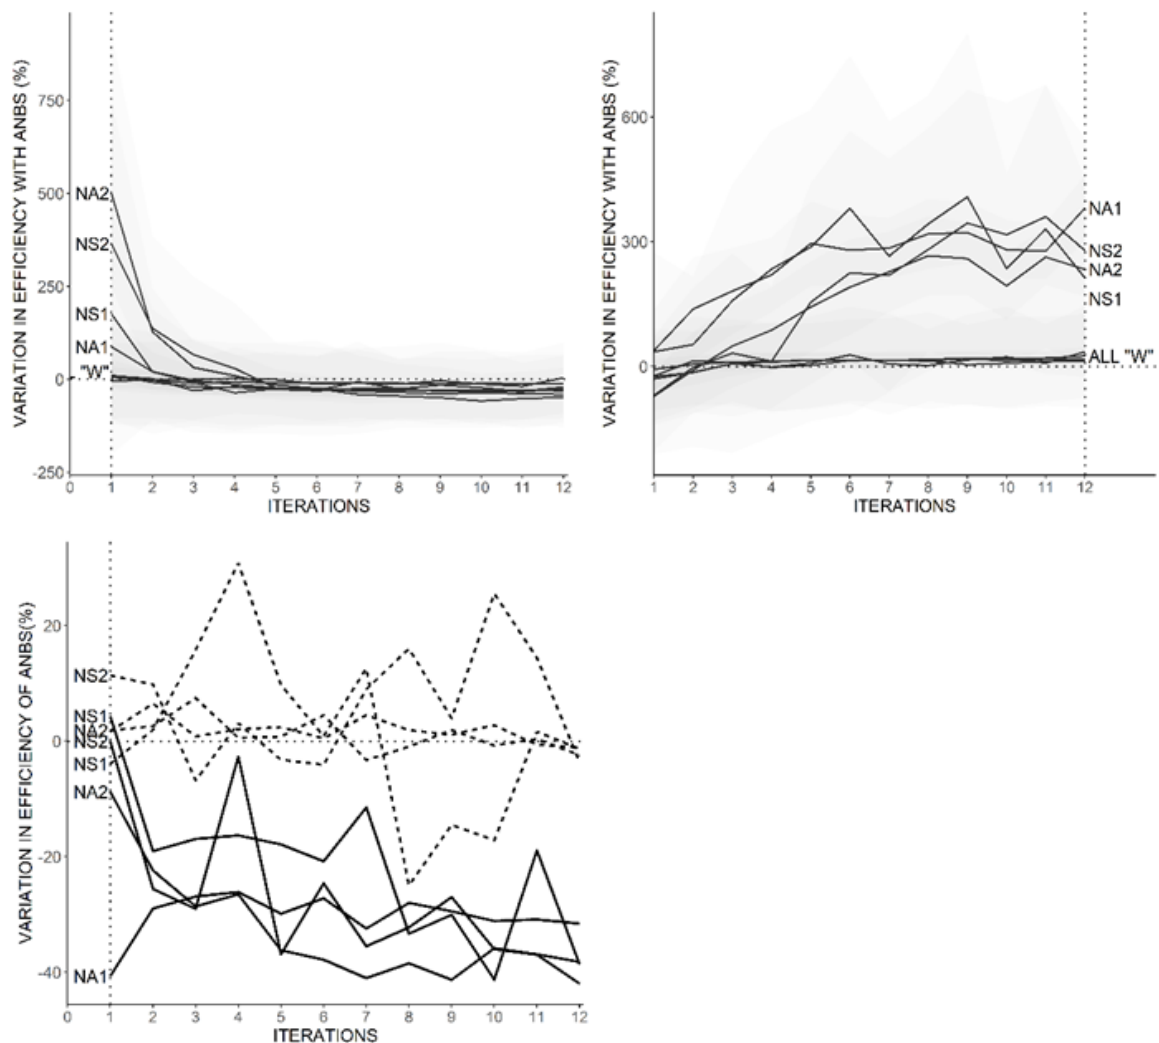 VARIATION IN EFFICIENCY WITH ANBS (%)
750
500
250
0
-250
NA2
NS2
NS1
NA1
"W"
0 1 2 3 4 5 6 7 8 9 10 11 12
ITERATIONS
VARIATION IN EFFICIENCY WITH ANBS (%)
600
300
0
NA1
NS2
NA2
NS1
ALL "W"
1 2 3 4 5 6 7 8 9 10 11 12
ITERATIONS
VARIATION IN EFFICIENCY OF ANBS(%)
20
0
-20
-40
NS2
NS1
NA2
NS2
NS1
NA2
NA1
0 1 2 3 4 5 6 7 8 9 10 11 12
ITERATIONS